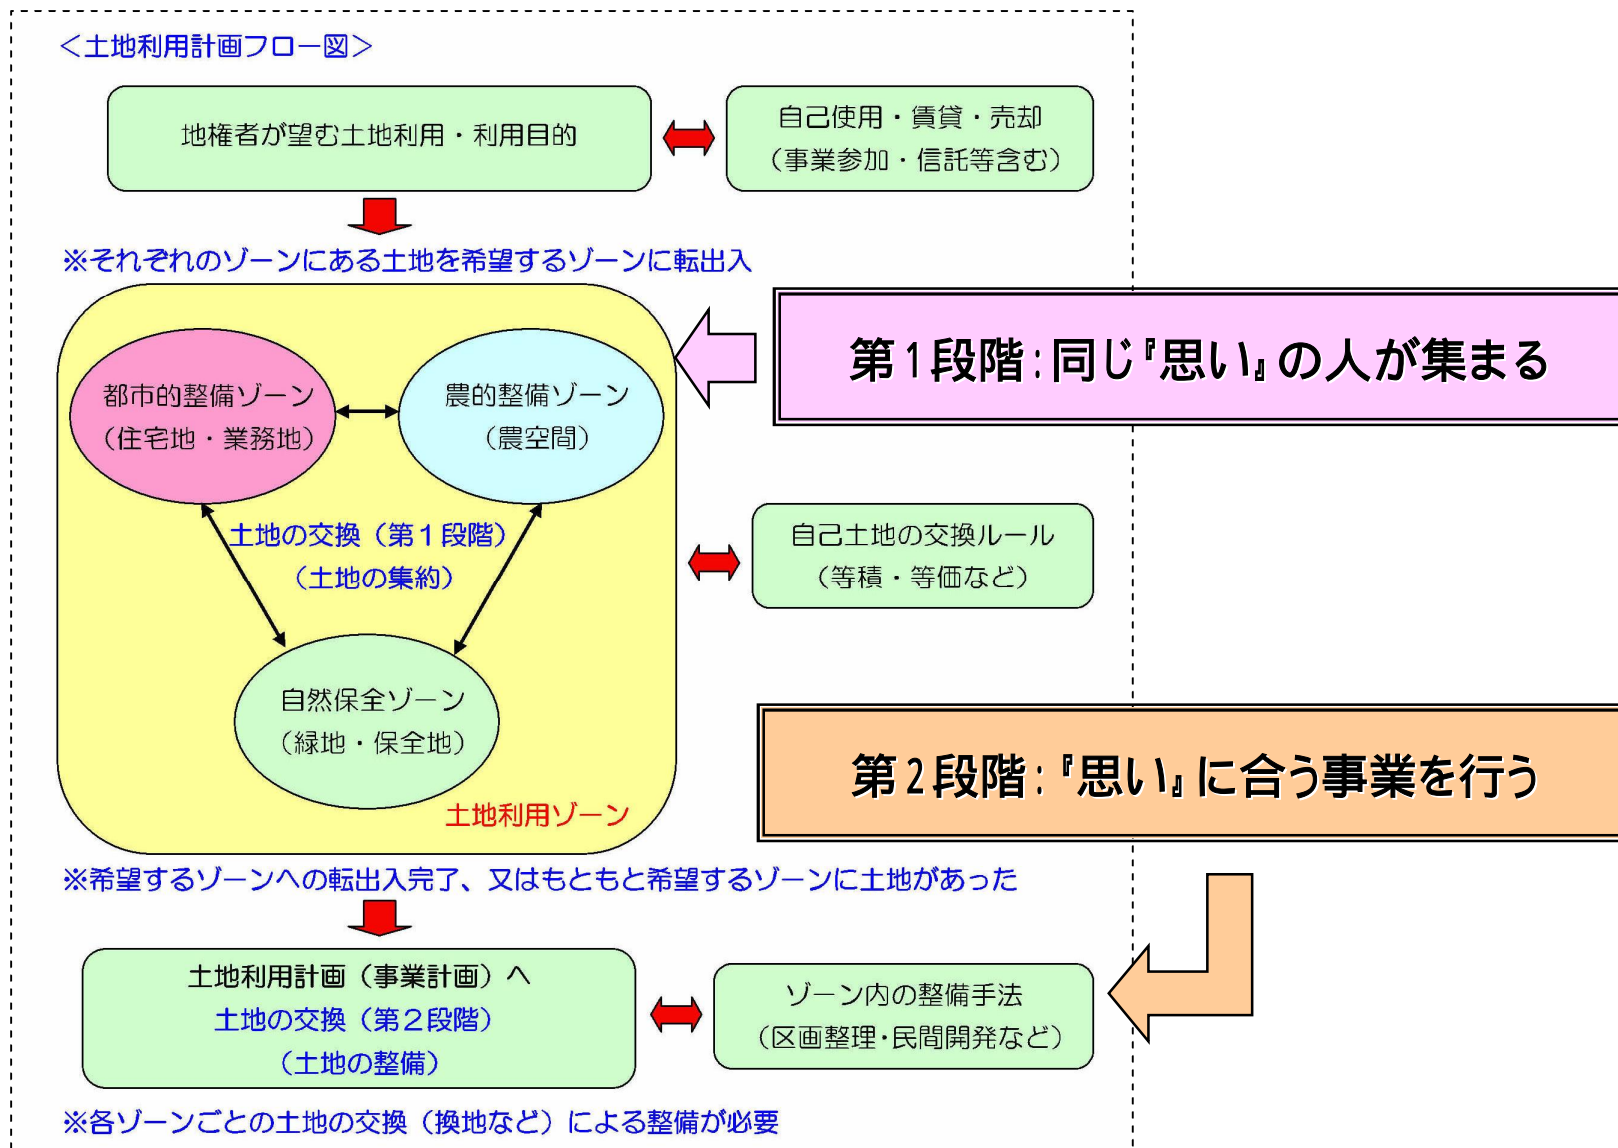 ＜土地利用計画フロー図＞
地権者が望む土地利用・利用目的
自己使用・賃貸・売却
（事業参加・信託等含む）
※それぞれのゾーンにある土地を希望するゾーンに転出入
第1段階：同じ『思い』の人が集まる
都市的整備ゾーン
（住宅地・業務地）
農的整備ゾーン
（農空間）
土地の交換（第１段階）
（土地の集約）
自己土地の交換ルール
（等積・等価など）
自然保全ゾーン
（緑地・保全地）
土地利用ゾーン
第2段階：『思い』に合う事業を行う
※希望するゾーンへの転出入完了、又はもともと希望するゾーンに土地があった
土地利用計画（事業計画）へ
土地の交換（第２段階）
（土地の整備）
ゾーン内の整備手法
（区画整理・民間開発など）
※各ゾーンごとの土地の交換（換地など）による整備が必要